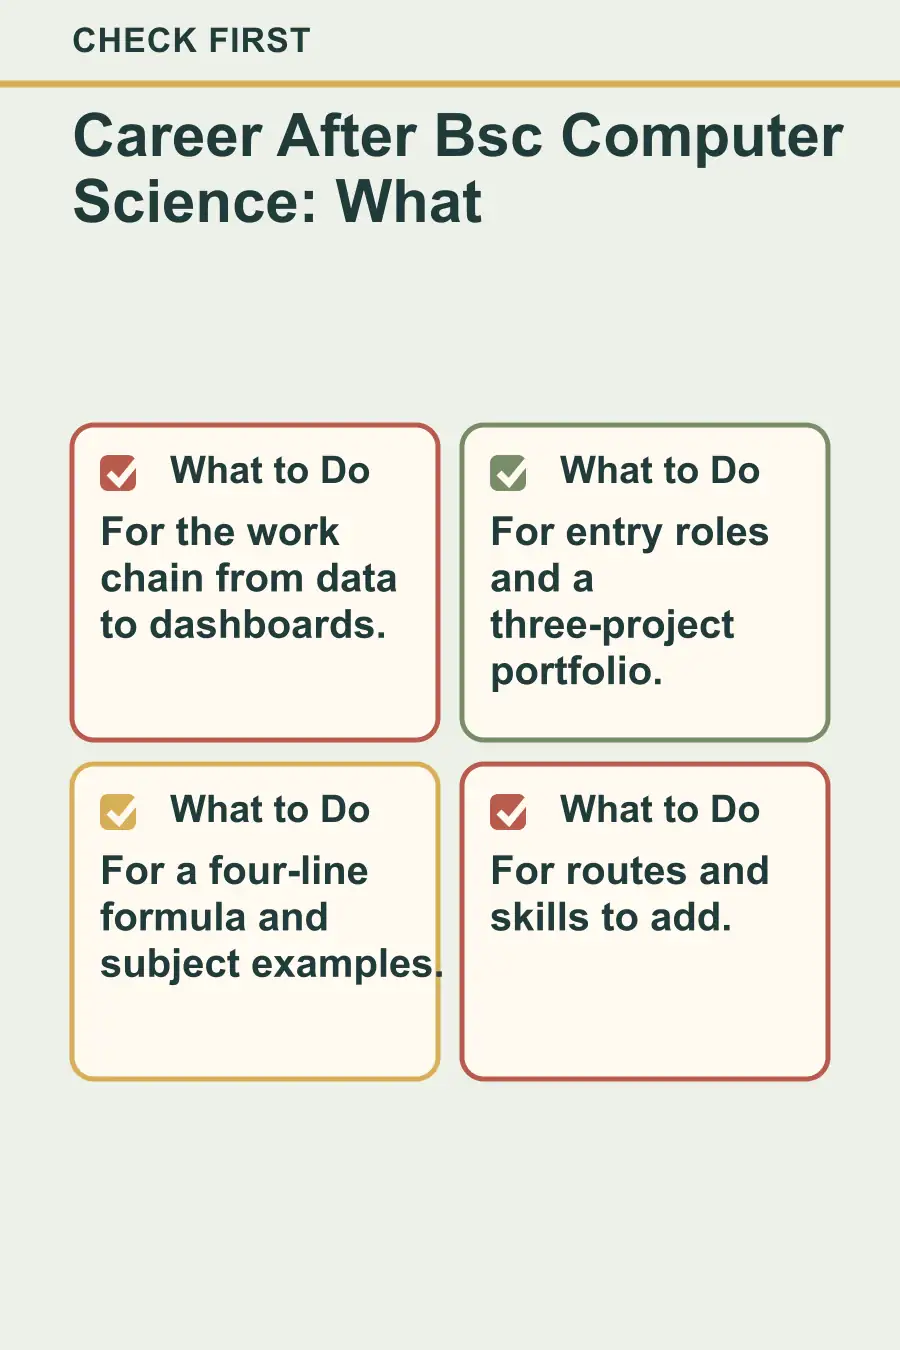 CHECK FIRST
Career After Bsc Computer
Science: What
What to Do
For the work
chain from data
to dashboards.
What to Do
For entry roles
and a
three-project
portfolio.
What to Do
For a four-line
formula and
subject examples.
What to Do
For routes and
skills to add.